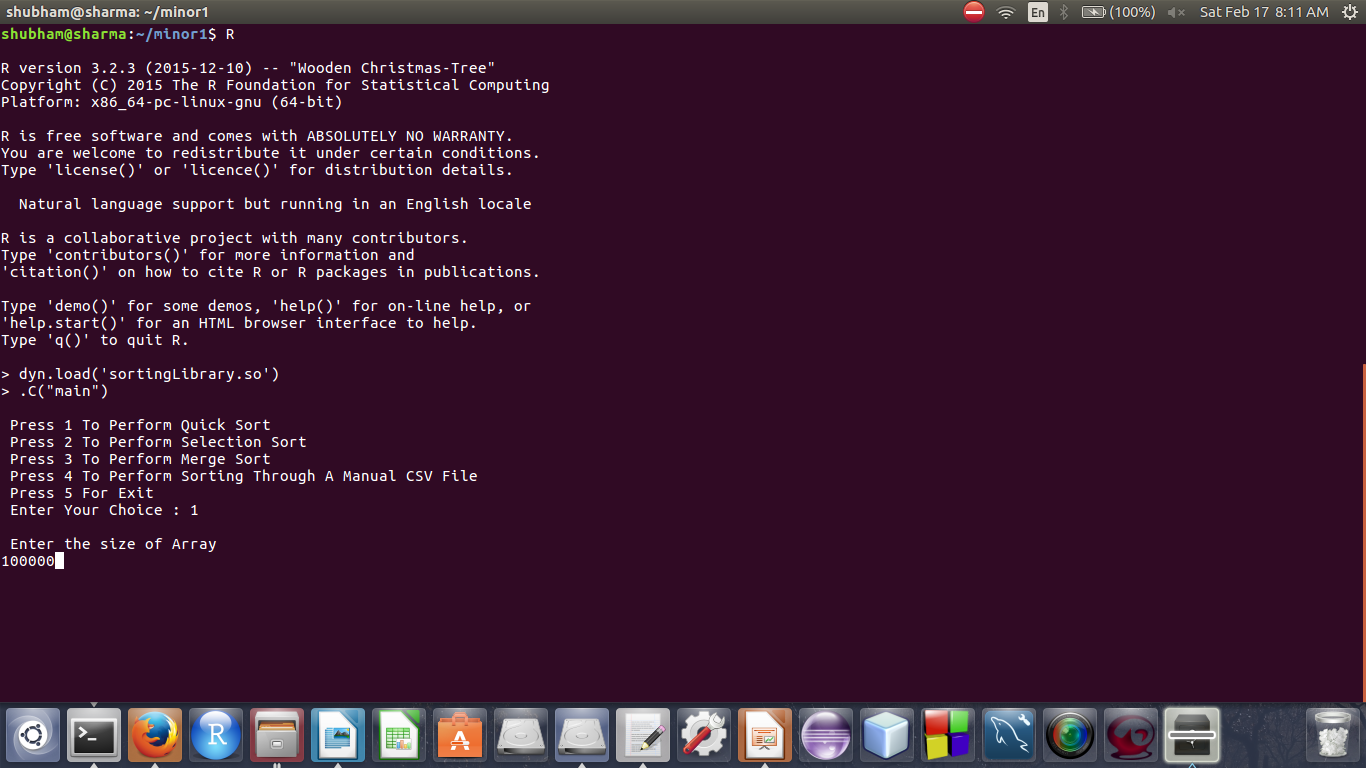 shubham@sharma: ~/minor1
En
(100%)
Sat Feb 17 8:11 AM
shubham@sharma:~/minor1$ R
R version 3.2.3 (2015-12-10) -- "Wooden Christmas-Tree"
Copyright (C) 2015 The R Foundation for Statistical Computing
Platform: x86_64-pc-linux-gnu (64-bit)
R is free software and comes with ABSOLUTELY NO WARRANTY.
You are welcome to redistribute it under certain conditions.
Type 'license()' or 'licence()' for distribution details.
Natural language support but running in an English locale
R is a collaborative project with many contributors.
Type 'contributors()' for more information and
'citation()' on how to cite R or R packages in publications.
Type 'demo()' for some demos, 'help()' for on-line help, or
'help.start()' for an HTML browser interface to help.
Type 'q()' to quit R.
> dyn.load('sortingLibrary.so')
> .C("main")
Press 1 To Perform Quick Sort
Press 2 To Perform Selection Sort
Press 3 To Perform Merge Sort
Press 4 To Perform Sorting Through A Manual CSV File
Press 5 For Exit
Enter Your Choice : 1
Enter the size of Array
100000
>_
R
A